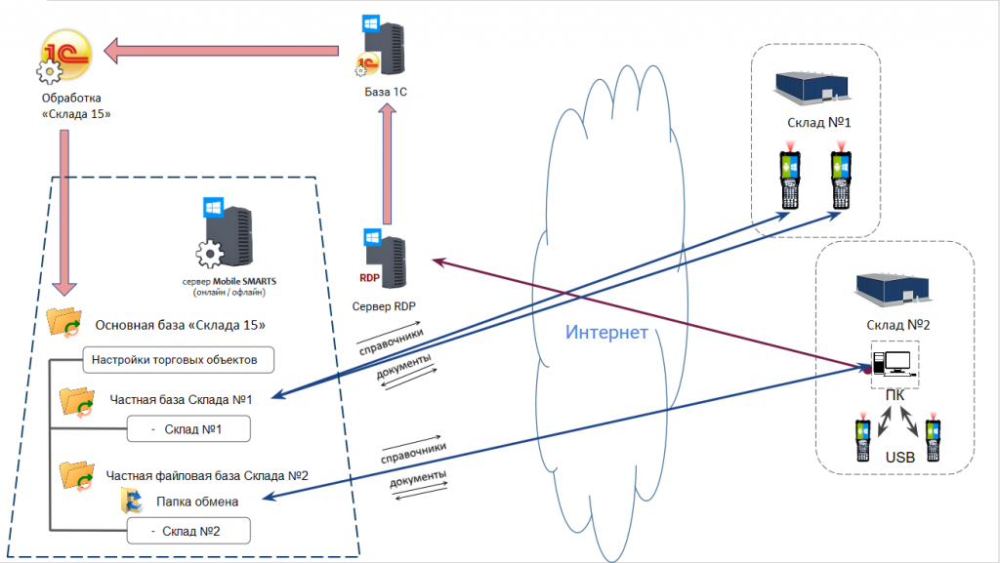 1С
Обработка
«Склада 15»
1С
База 1С
RDP
Сервер RDP
сервер Mobile SMARTS
(онлайн / офлайн)
Основная база «Склада 15»
Настройки торговых объектов
Частная база Склада №1
- Склад №1
Частная файловая база Склада №2
Папка обмена
- Склад №2
справочники
документы
справочники
документы
Интернет
Склад №1
Склад №2
ПК
USB